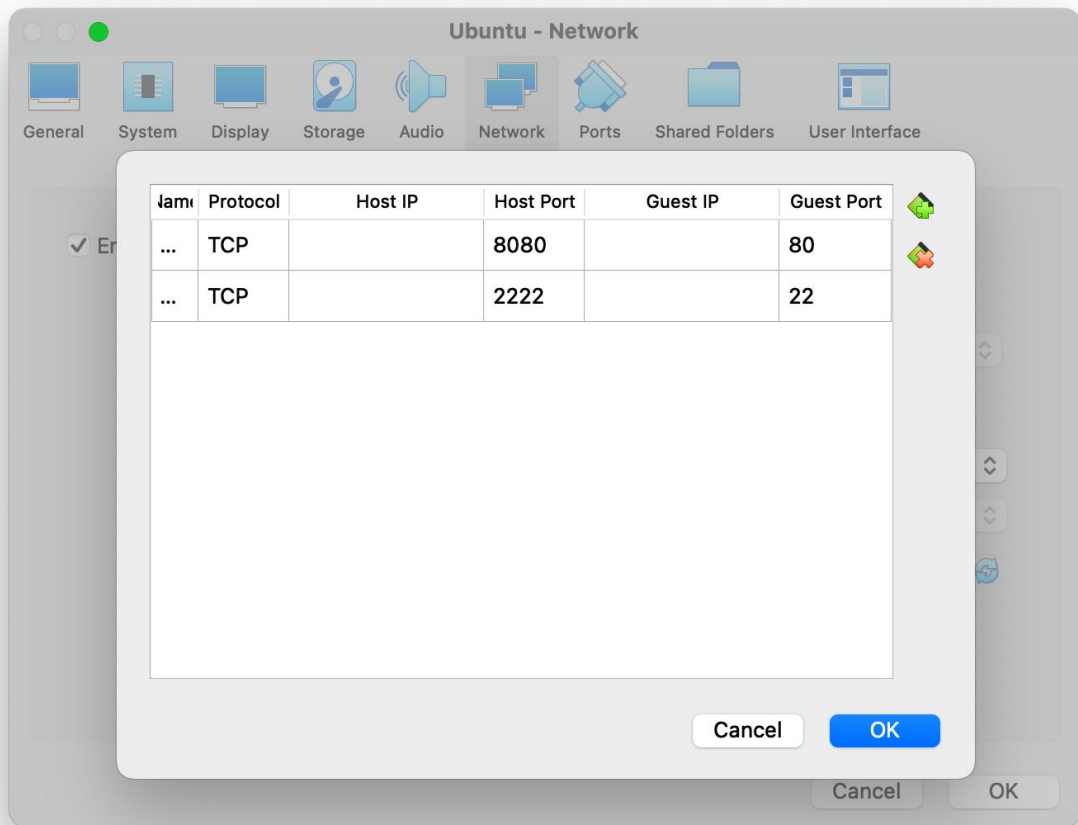 Ubuntu - Network
General System Display Storage Audio Network Ports Shared Folders User Interface
Name Protocol Host IP Host Port Guest IP Guest Port
... TCP 8080 80
... TCP 2222 22
Cancel OK
Cancel OK